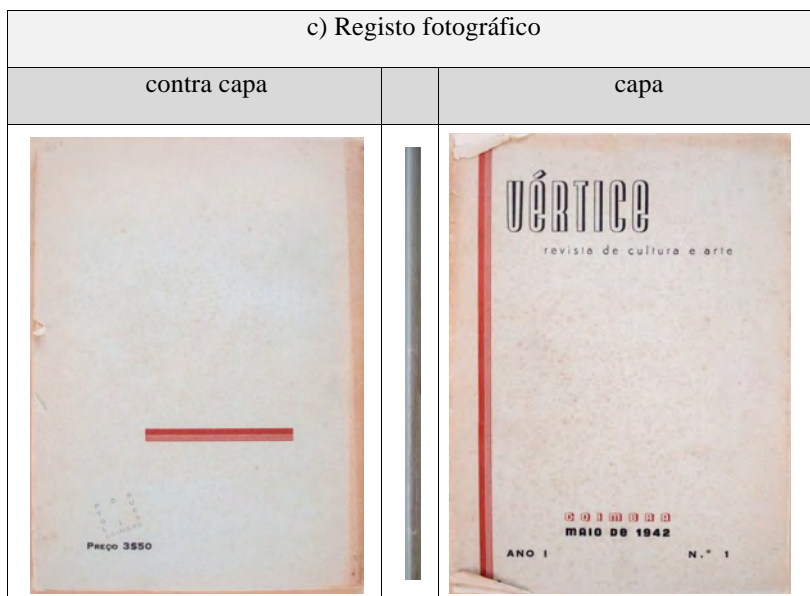 c) Registo fotográfico
contra capa
capa
PREÇO 3$50
VÉRTICE
revista de cultura e arte
COIMBRA
MAIO DE 1942
ANO I N.º 1